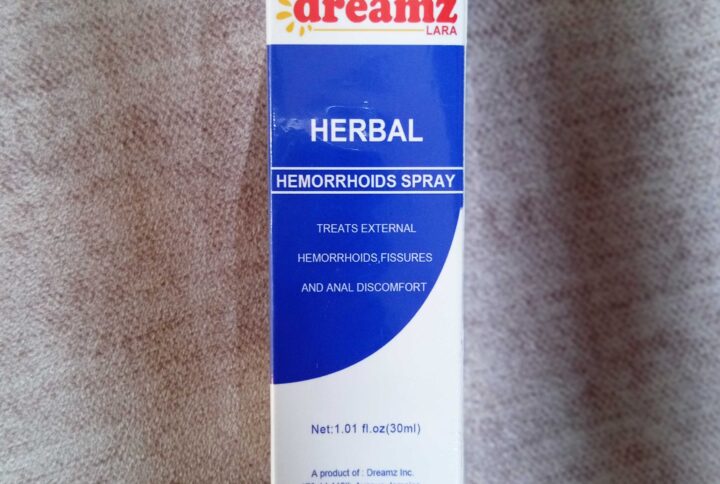 dreamz
LARA
HERBAL
HEMORRHOIDS SPRAY
TREATS EXTERNAL
HEMORRHOIDS,FISSURES
AND ANAL DISCOMFORT
Net:1.01 fl.oz(30ml)
A product of : Dreamz Inc.